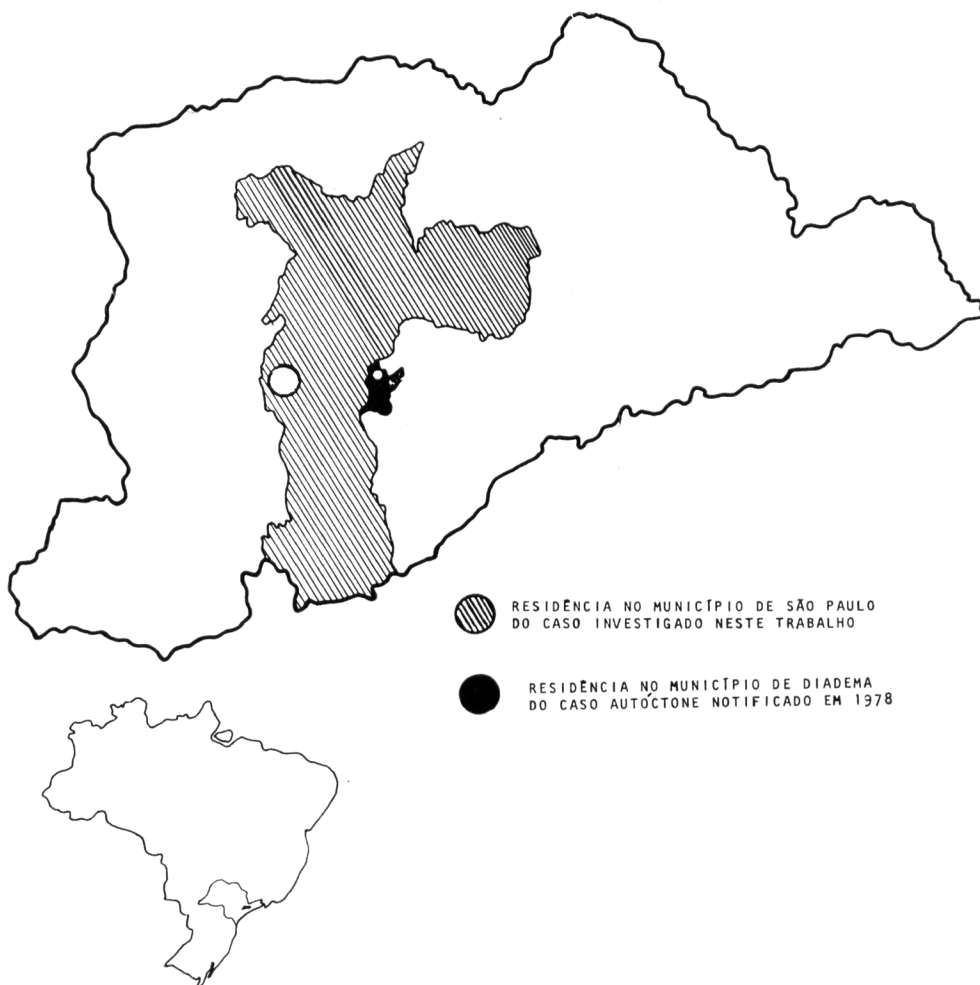 RESIDÊNCIA NO MUNICÍPIO DE SÃO PAULO
DO CASO INVESTIGADO NESTE TRABALHO
RESIDÊNCIA NO MUNICÍPIO DE DIADEMA
DO CASO AUTÓCTONE NOTIFICADO EM 1978